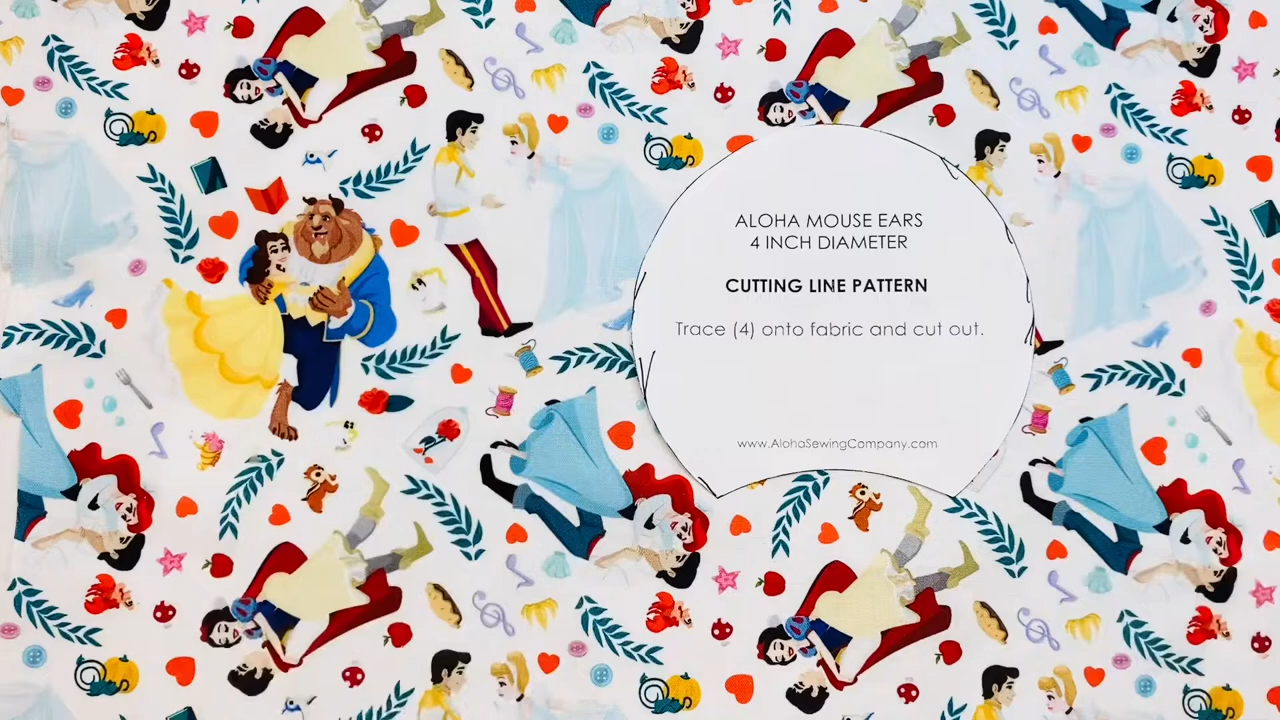 ALOHA MOUSE EARS
4 INCH DIAMETER
CUTTING LINE PATTERN
Trace (4) onto fabric and cut out.
www.AlohaSewingCompany.com